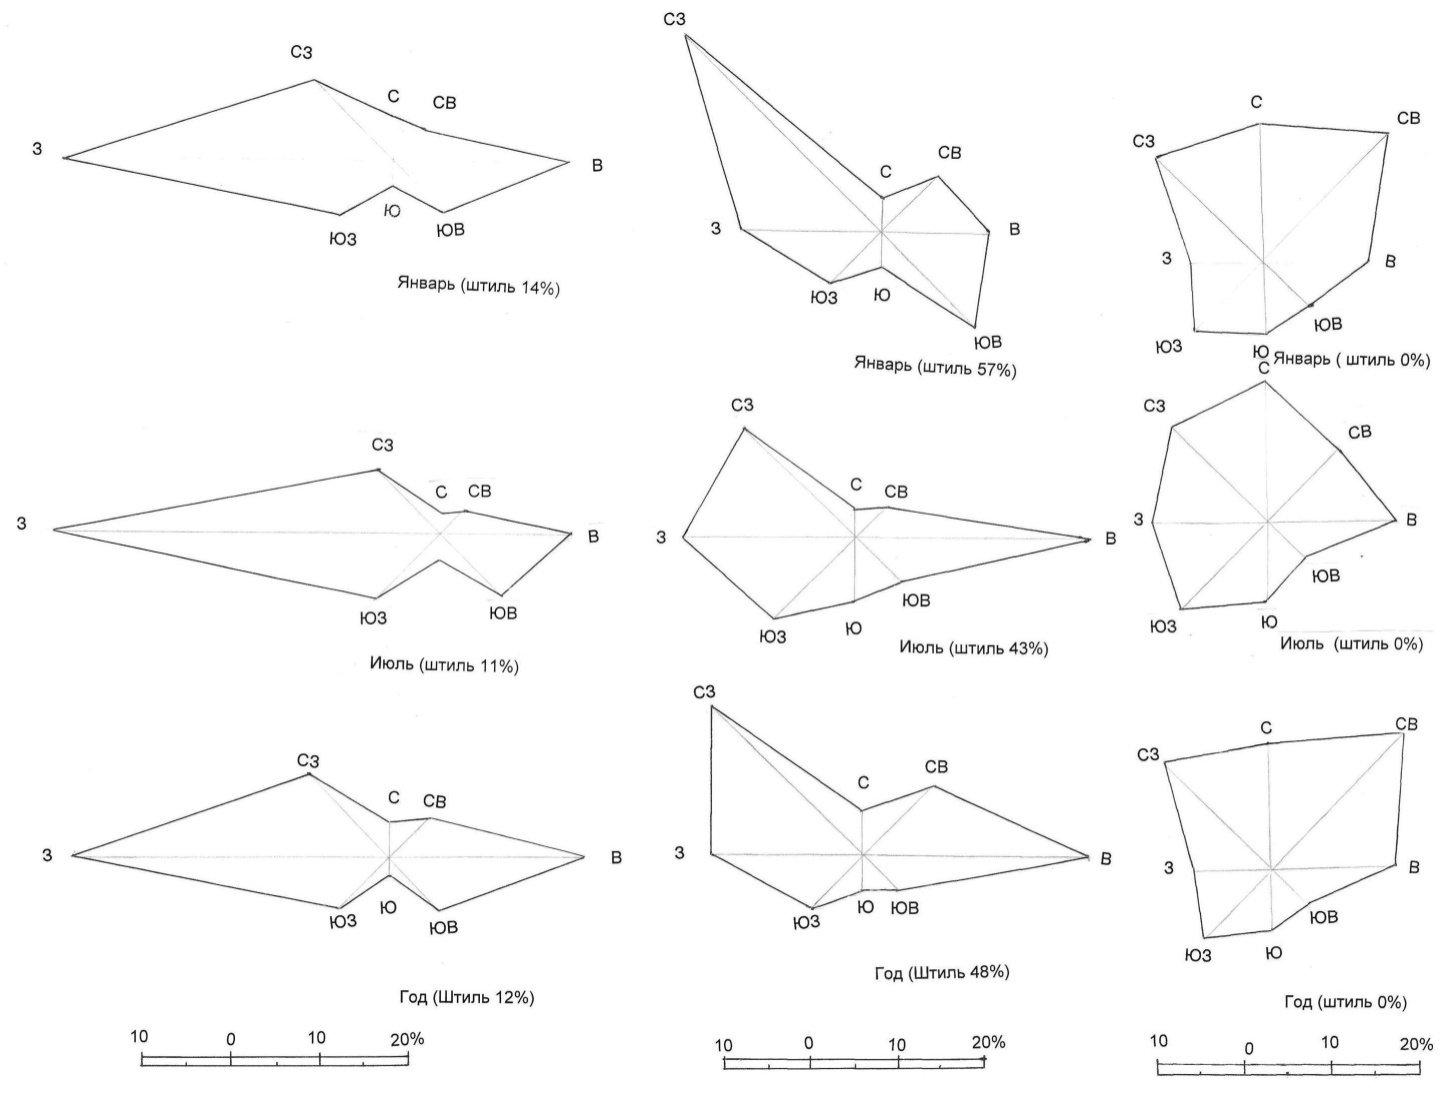 СЗ
С
СВ
З
В
ЮЗ
Ю
ЮВ
Январь (штиль 14%)
СЗ
С
СВ
З
В
ЮЗ
Ю
ЮВ
Январь (штиль 57%)
С
СВ
СЗ
З
В
ЮЗ
Ю
ЮВ
Январь ( штиль 0%)
СЗ
С
СВ
З
В
ЮЗ
ЮВ
Июль (штиль 11%)
СЗ
С
СВ
З
В
ЮЗ
Ю
ЮВ
Июль (штиль 43%)
С
СЗ
СВ
З
В
ЮЗ
Ю
ЮВ
Июль (штиль 0%)
СЗ
С
СВ
З
В
ЮЗ
Ю
ЮВ
Год (Штиль 12%)
СЗ
С
СВ
З
В
ЮЗ
Ю
ЮВ
Год (Штиль 48%)
СЗ
С
СВ
З
В
ЮЗ
Ю
ЮВ
Год (штиль 0%)
10 0 10 20%
10 0 10 20%
10 0 10 20%